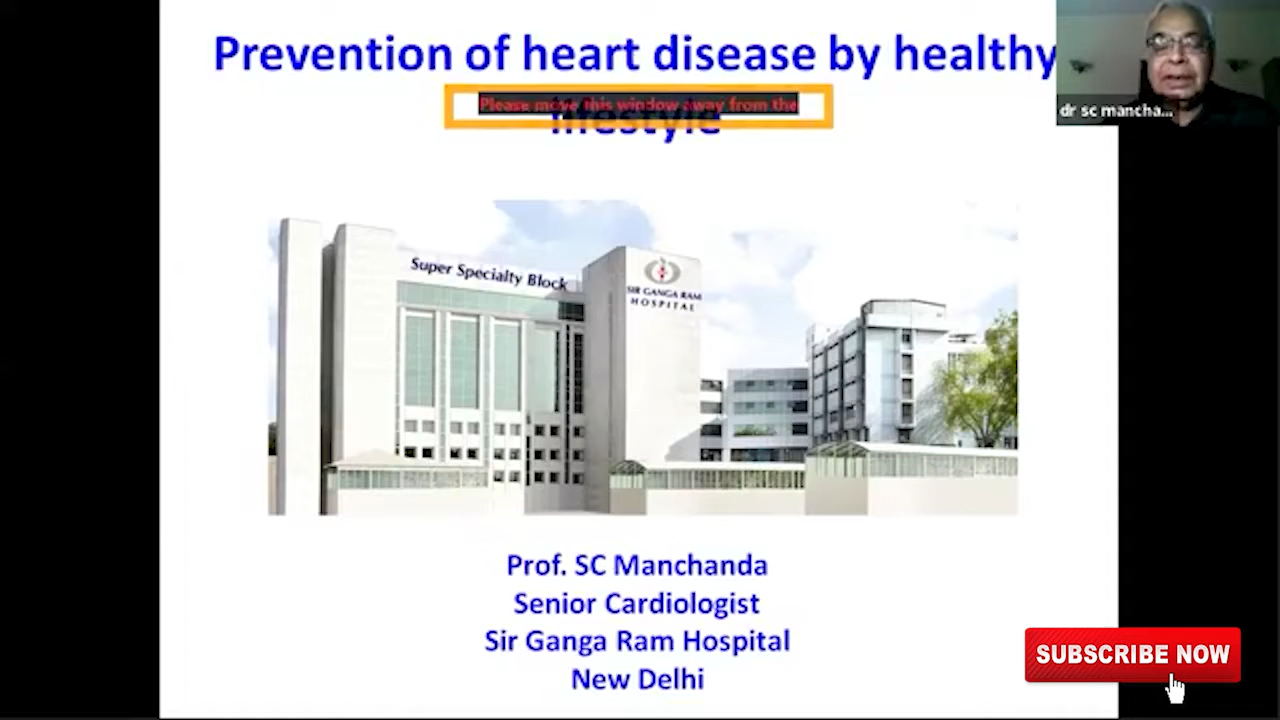 Prevention of heart disease by healthy
Please move this window away from the
lifestyle
dr sc mancha...
Super Specialty Block
SIR GANGA RAM
HOSPITAL
Prof. SC Manchanda
Senior Cardiologist
Sir Ganga Ram Hospital
New Delhi
SUBSCRIBE NOW